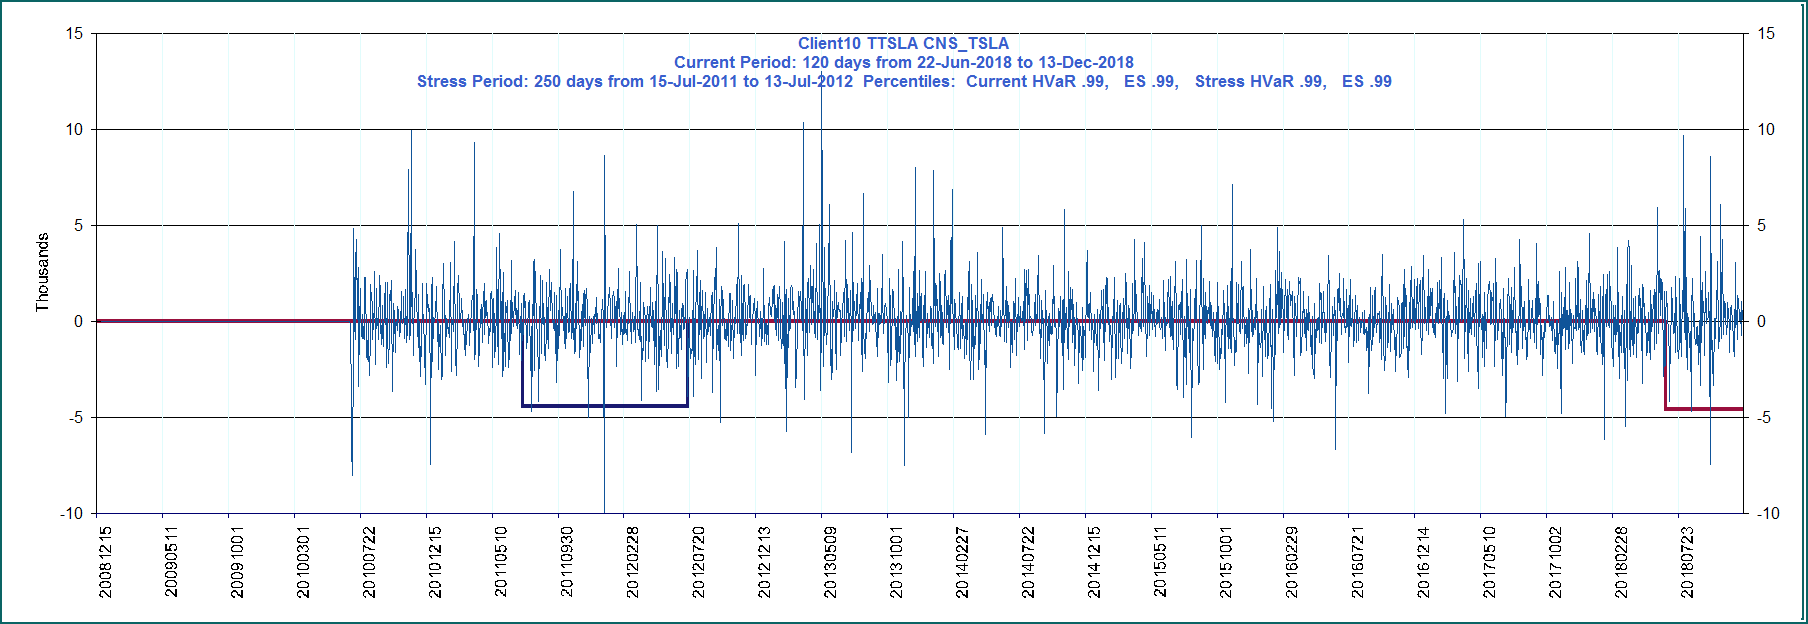 Client10 TTSLA CNS_TSLA
Current Period: 120 days from 22-Jun-2018 to 13-Dec-2018
Stress Period: 250 days from 15-Jul-2011 to 13-Jul-2012 Percentiles: Current HVaR .99, ES .99, Stress HVaR .99, ES .99
15 15
10 10
5 5
Thousands
0 0
-5 -5
-10 -10
20081215 20090511 20091001 20100301 20100722 20101215 20110510 20110930 20120228 20120720 20121213 20130509 20131001 20140227 20140722 20141215 20150511 20151001 20160229 20160721 20161214 20170510 20171002 20180228 20180723